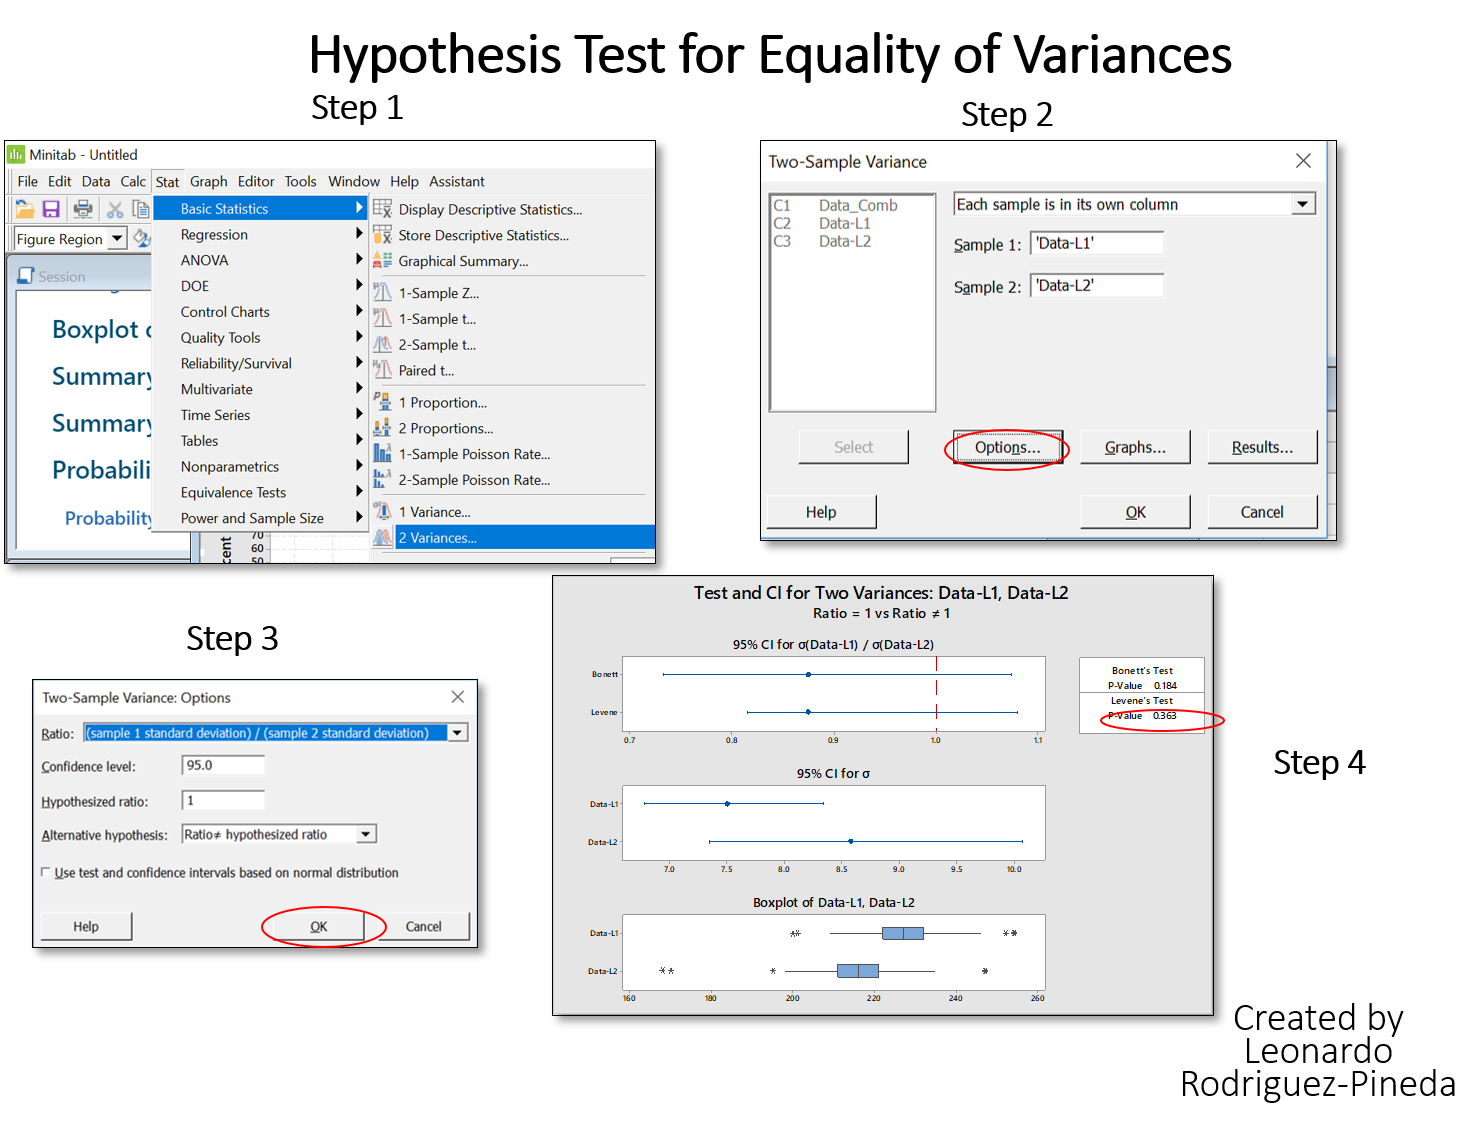 Hypothesis Test for Equality of Variances
Step 1
Minitab - Untitled
File Edit Data Calc Stat Graph Editor Tools Window Help Assistant
Figure Region
Session
Boxplot
Summary
Summary
Probabili
Probability
Basic Statistics
Regression
ANOVA
DOE
Control Charts
Quality Tools
Reliability/Survival
Multivariate
Time Series
Tables
Nonparametrics
Equivalence Tests
Power and Sample Size
Display Descriptive Statistics...
Store Descriptive Statistics...
Graphical Summary...
1-Sample Z...
1-Sample t...
2-Sample t...
Paired t...
1 Proportion...
2 Proportions...
1-Sample Poisson Rate...
2-Sample Poisson Rate...
1 Variance...
2 Variances...
cent
70
60
50
Step 2
Two-Sample Variance
C1 Data_Comb
C2 Data-L1
C3 Data-L2
Each sample is in its own column
Sample 1: 'Data-L1'
Sample 2: 'Data-L2'
Select Options... Graphs... Results...
Help OK Cancel
Step 3
Two-Sample Variance: Options
Ratio: (sample 1 standard deviation) / (sample 2 standard deviation)
Confidence level: 95.0
Hypothesized ratio: 1
Alternative hypothesis: Ratio≠ hypothesized ratio
Use test and confidence intervals based on normal distribution
Help OK Cancel
Step 4
Test and CI for Two Variances: Data-L1, Data-L2
Ratio = 1 vs Ratio ≠ 1
95% CI for σ(Data-L1) / σ(Data-L2)
Bonett
Levene
0.7 0.8 0.9 1.0 1.1
Bonett's Test
P-Value 0.184
Levene's Test
P-Value 0.363
95% CI for σ
Data-L1
Data-L2
7.0 7.5 8.0 8.5 9.0 9.5 10.0
Boxplot of Data-L1, Data-L2
Data-L1
Data-L2
160 180 200 220 240 260
Created by
Leonardo
Rodriguez-Pineda